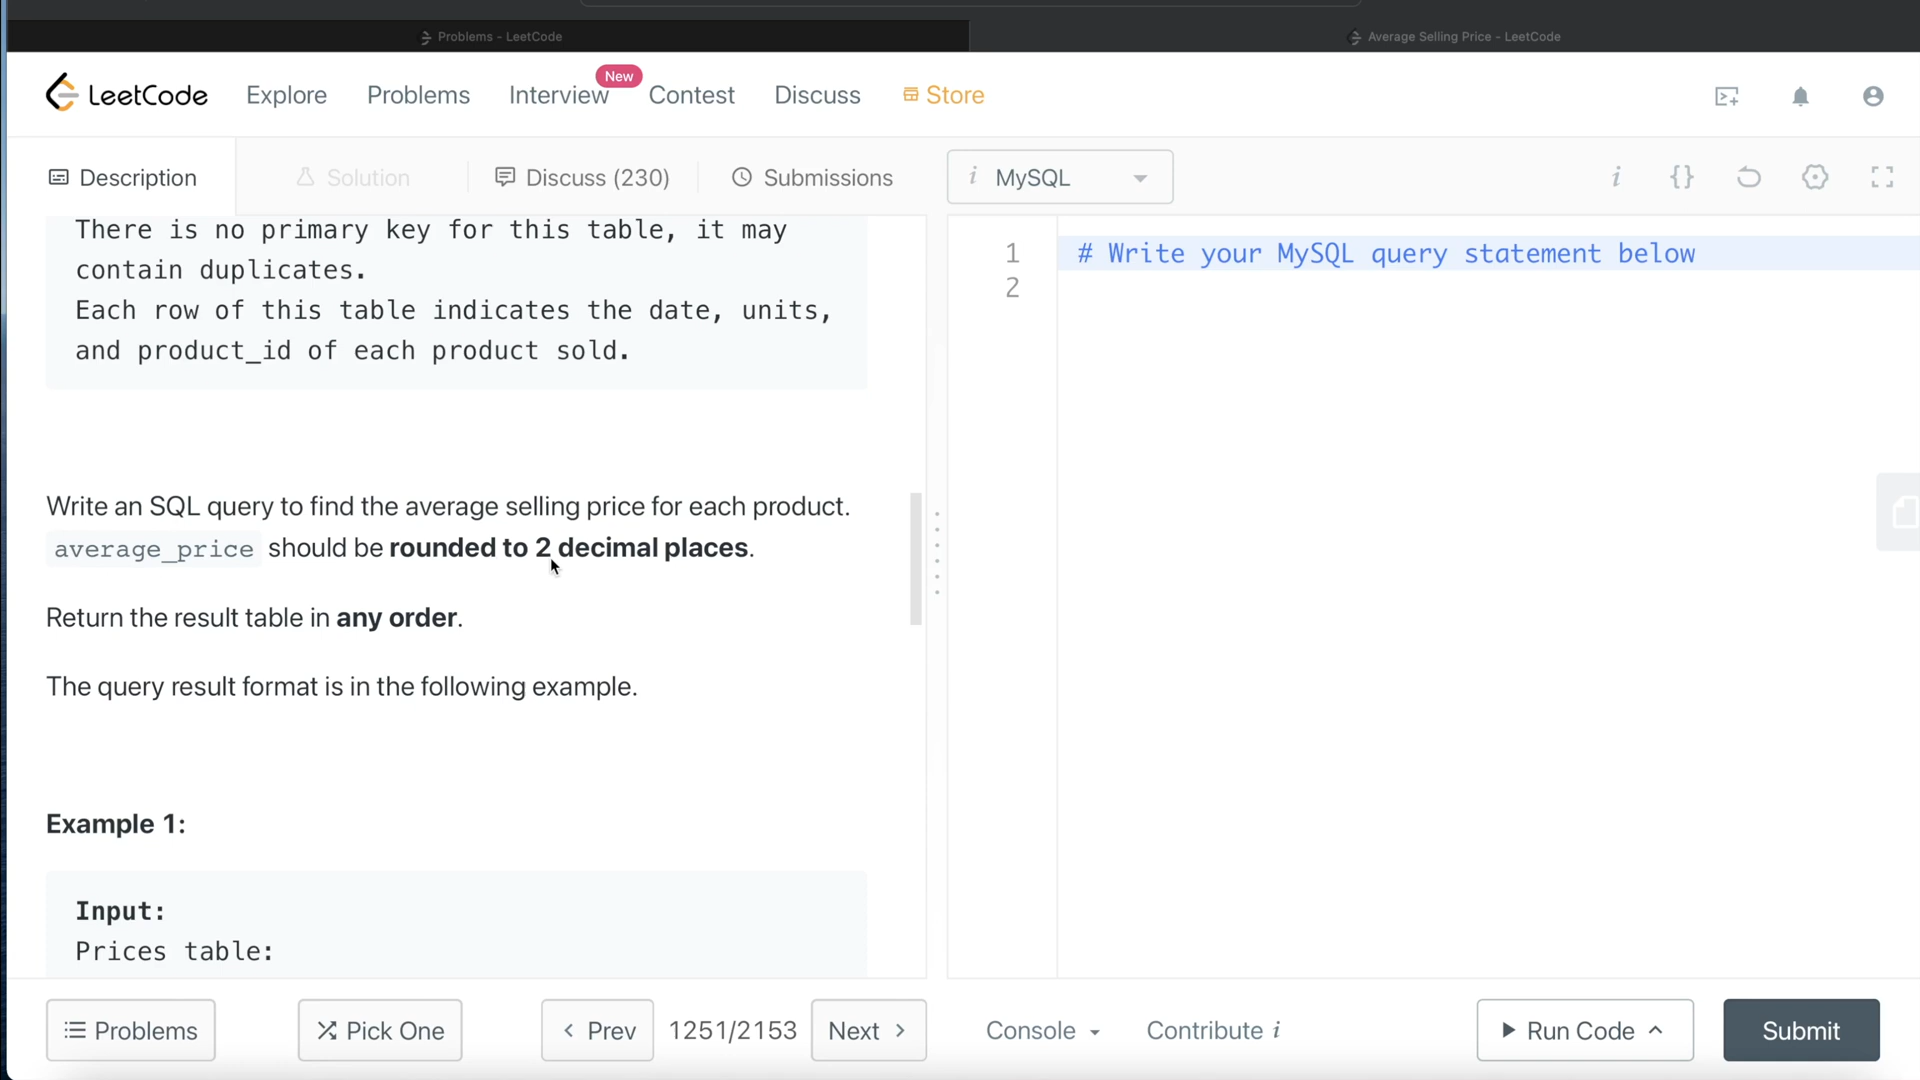 Problems - LeetCode
Average Selling Price - LeetCode
LeetCode
Explore
Problems
Interview
New
Contest
Discuss
Store
Description
Solution
Discuss (230)
Submissions
i MySQL
i
{}
There is no primary key for this table, it may
contain duplicates.
Each row of this table indicates the date, units,
and product_id of each product sold.
Write an SQL query to find the average selling price for each product.
average_price should be rounded to 2 decimal places.
Return the result table in any order.
The query result format is in the following example.
Example 1:
Input:
Prices table:
1 # Write your MySQL query statement below
2
Problems
Pick One
Prev
1251/2153
Next
Console
Contribute i
Run Code
Submit